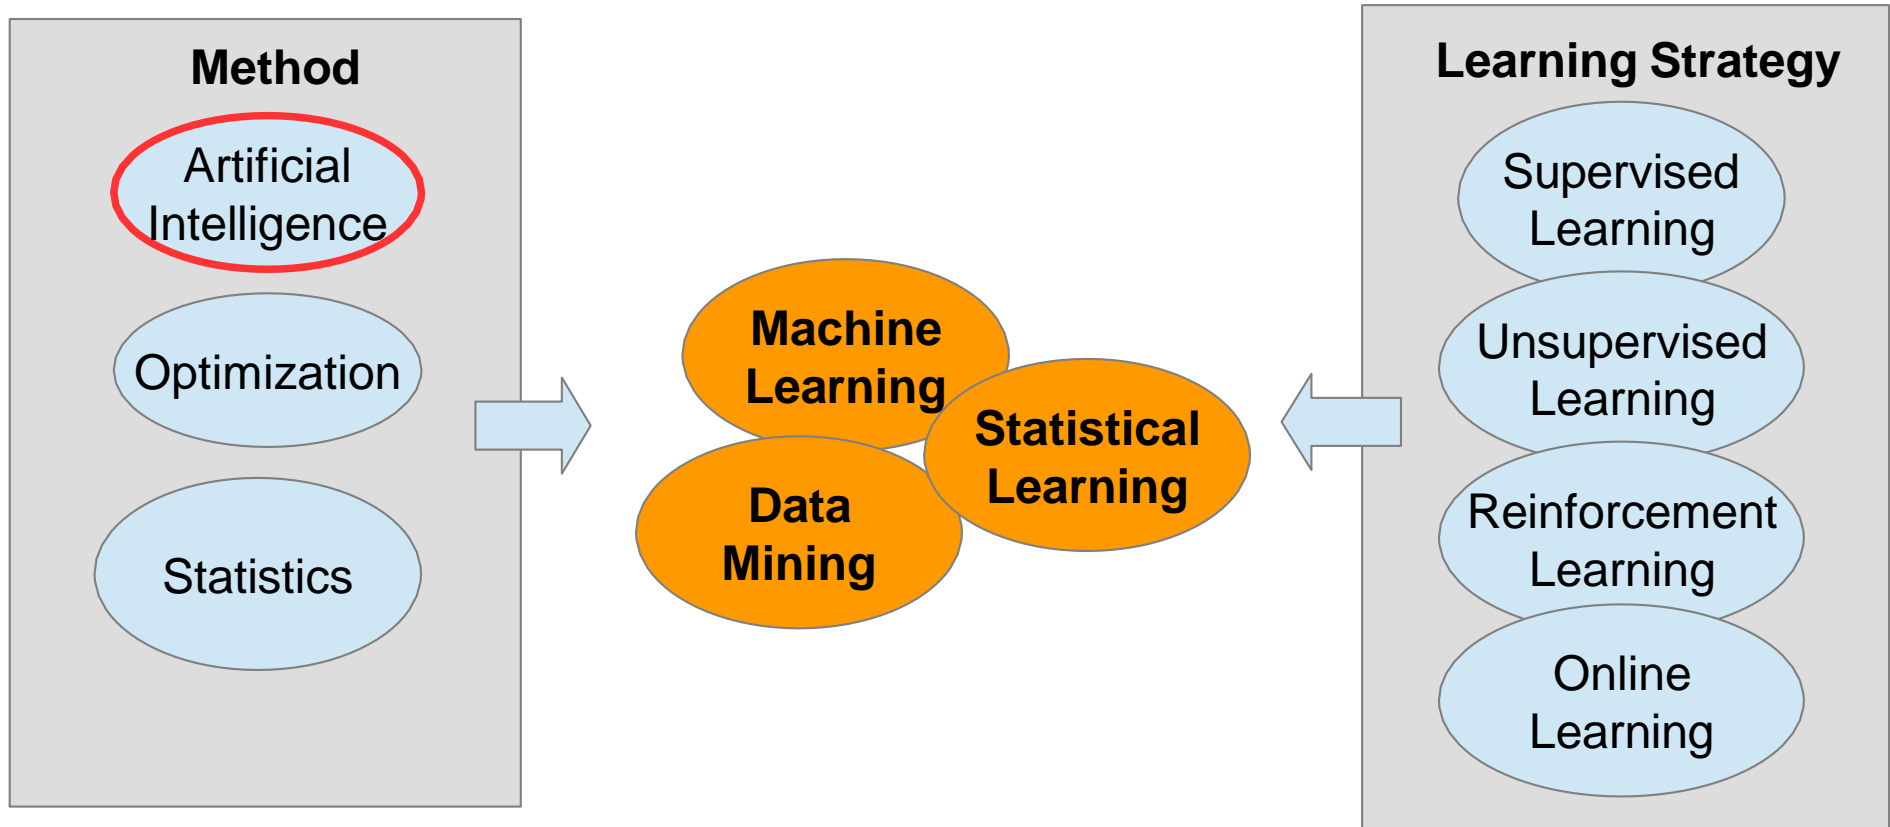 Method
Artificial
Intelligence
Optimization
Statistics
Machine
Learning
Statistical
Learning
Data
Mining
Learning Strategy
Supervised
Learning
Unsupervised
Learning
Reinforcement
Learning
Online
Learning